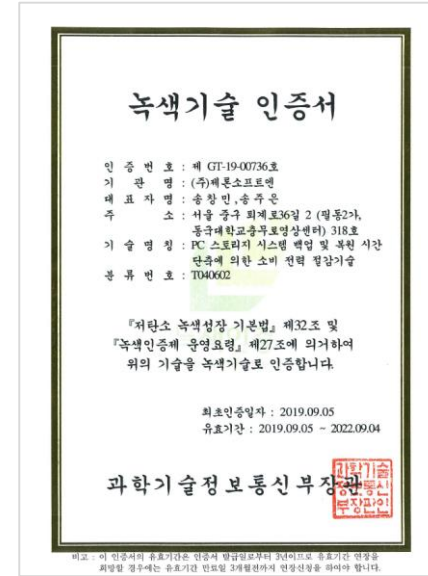 녹색기술 인증서
인 증 번 호 : 제 GT-19-00736호
기 관 명 : (주)제론소프트엔
대 표 자 명 : 송창민,송주은
주 소 : 서울 중구 퇴계로36길 2 (필동2가,
동국대학교충무로영상센터) 318호
기 술 명 칭 : PC 스토리지 시스템 백업 및 복원 시간
단축에 의한 소비 전력 절감기술
분 류 번 호 : T040602
『저탄소 녹색성장 기본법』 제32조 및
『녹색인증제 운영요령』 제27조에 의거하여
위의 기술을 녹색기술로 인증합니다.
최초인증일자 : 2019.09.05
유효기간 : 2019.09.05 ~ 2022.09.04
과학기술정보통신부장관
과학기술
정보통신
부장관인
비고 : 이 인증서의 유효기간은 인증서 발급일로부터 3년이므로 유효기간 연장을
희망할 경우에는 유효기간 만료일 3개월전까지 연장신청을 하여야 합니다.